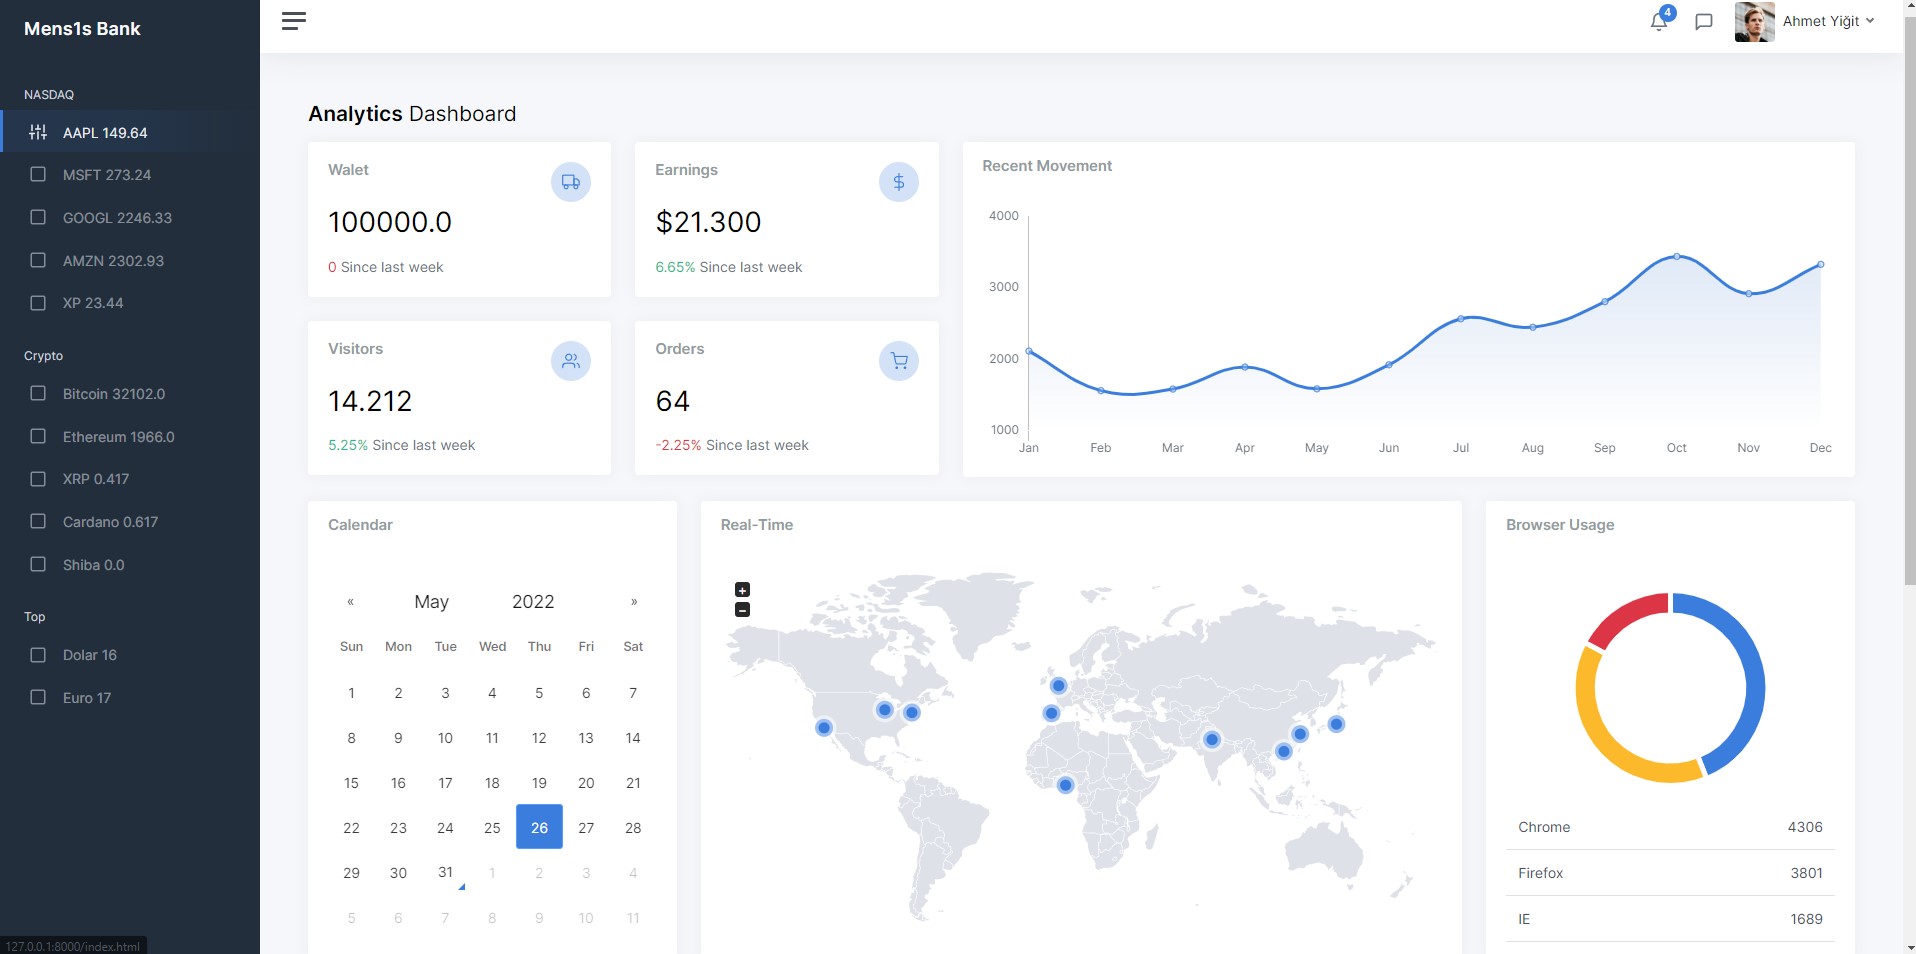 Mens1s Bank
NASDAQ
AAPL 149.64
MSFT 273.24
GOOGL 2246.33
AMZN 2302.93
XP 23.44
Crypto
Bitcoin 32102.0
Ethereum 1966.0
XRP 0.417
Cardano 0.617
Shiba 0.0
Top
Dolar 16
Euro 17
127.0.0.1:8000/index.html
4
Ahmet Yiğit
Analytics Dashboard
Walet
100000.0
0 Since last week
Earnings
$21.300
6.65% Since last week
Visitors
14.212
5.25% Since last week
Orders
64
-2.25% Since last week
Recent Movement
4000
3000
2000
1000
Jan Feb Mar Apr May Jun Jul Aug Sep Oct Nov Dec
Calendar
« May 2022 »
Sun Mon Tue Wed Thu Fri Sat
1 2 3 4 5 6 7
8 9 10 11 12 13 14
15 16 17 18 19 20 21
22 23 24 25 26 27 28
29 30 31 1 2 3 4
5 6 7 8 9 10 11
Real-Time
+
−
Browser Usage
Chrome 4306
Firefox 3801
IE 1689